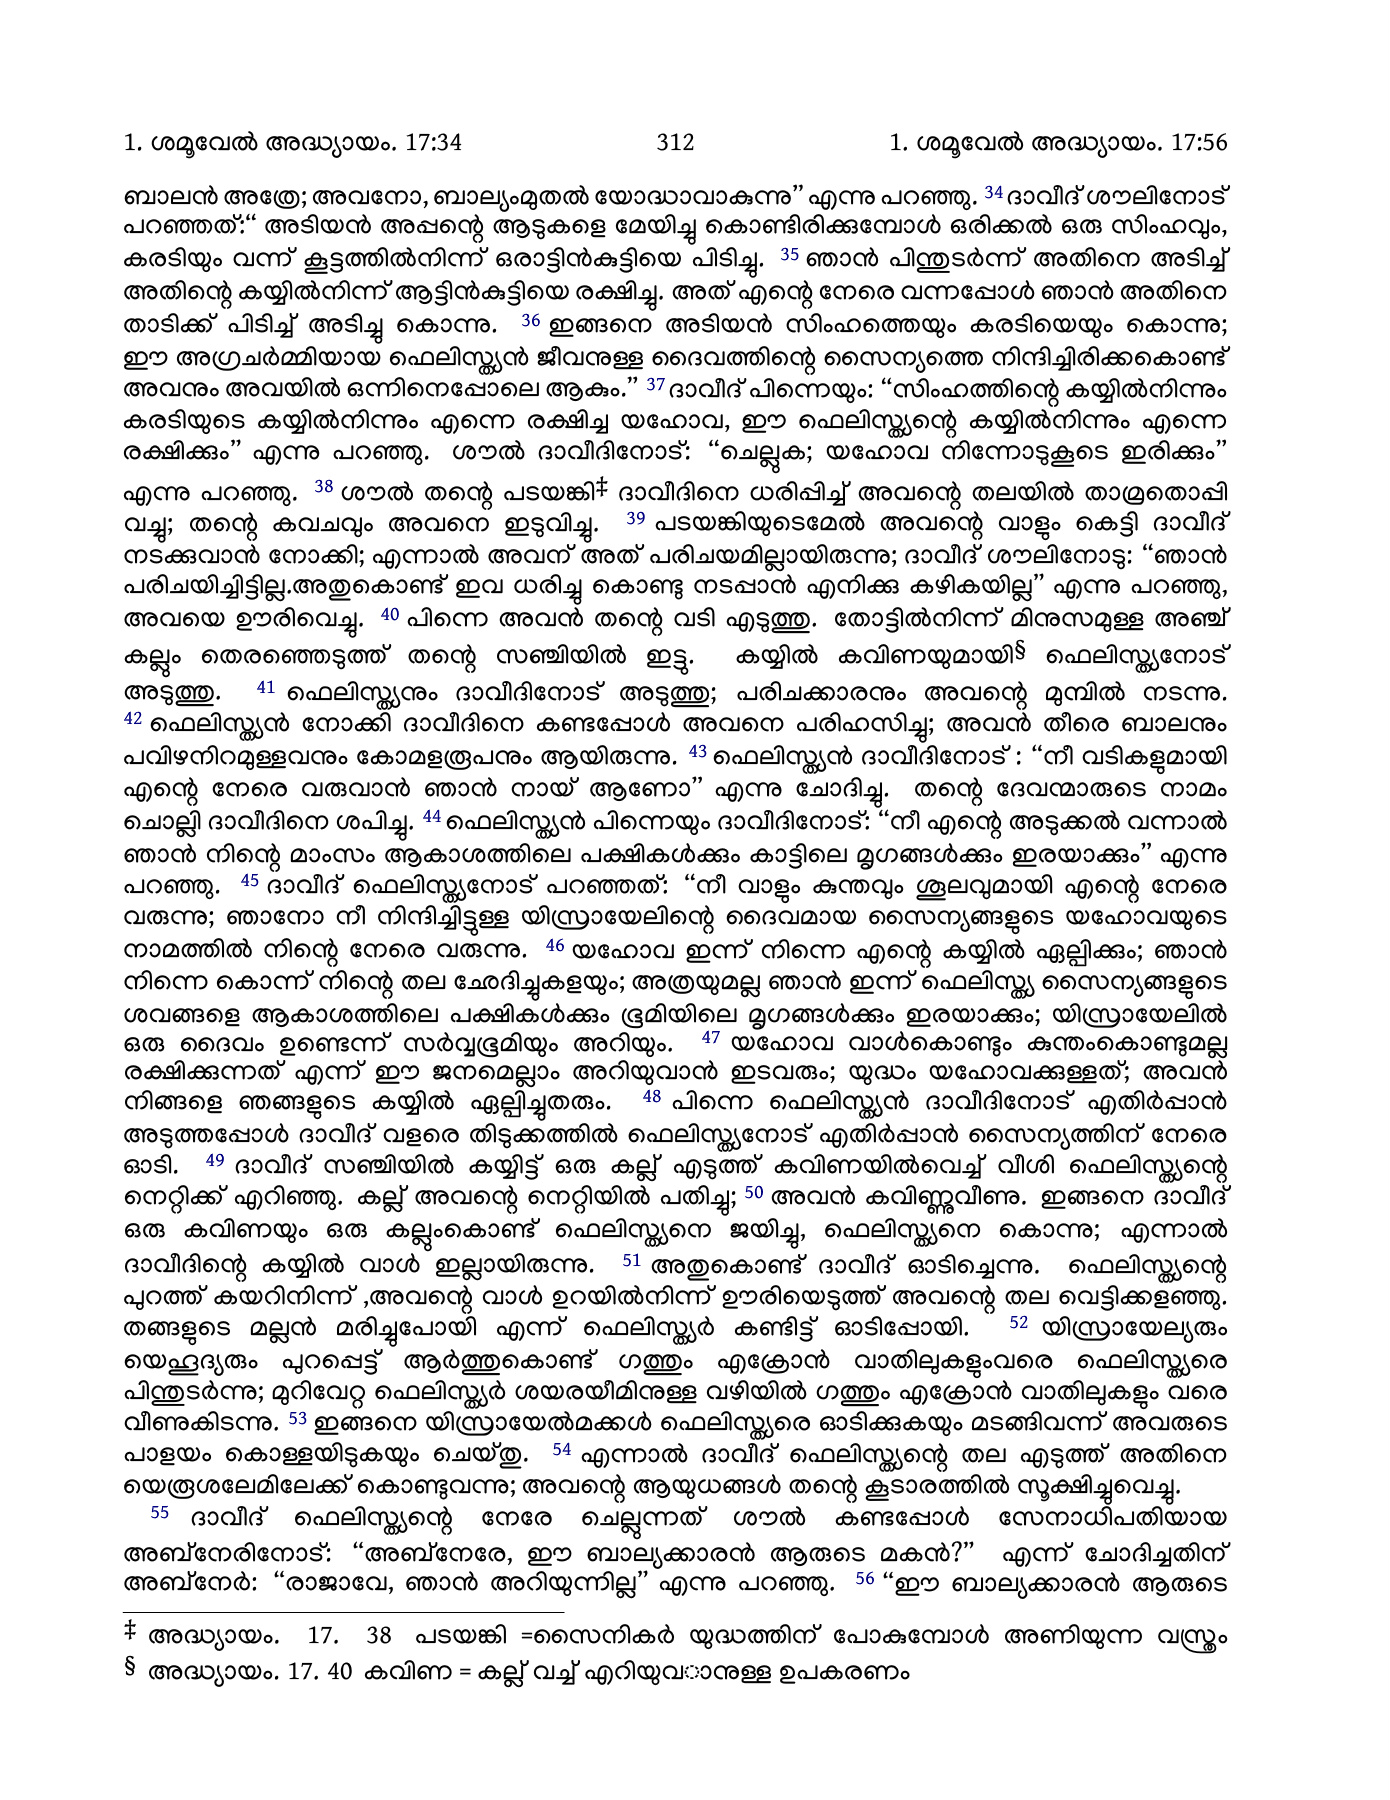 1. ശമൂവേൽ അദ്ധ്യായം. 17:34 312 1. ശമൂവേൽ അദ്ധ്യായം. 17:56
ബാലൻ അത്രേ; അവനോ, ബാല്യംമുതൽ യോദ്ധാവാകുന്നു” എന്നു പറഞ്ഞു. 34 ദാവീദ് ശൗലിനോട്
പറഞ്ഞത്:“ അടിയൻ അപ്പന്റെ ആടുകളെ മേയിച്ചു കൊണ്ടിരിക്കുമ്പോൾ ഒരിക്കൽ ഒരു സിംഹവും,
കരടിയും വന്ന് കൂട്ടത്തിൽനിന്ന് ഒരാട്ടിൻകുട്ടിയെ പിടിച്ചു. 35 ഞാൻ പിന്തുടർന്ന് അതിനെ അടിച്ച്
അതിന്റെ കയ്യിൽനിന്ന് ആട്ടിൻകുട്ടിയെ രക്ഷിച്ചു. അത് എന്റെ നേരെ വന്നപ്പോൾ ഞാൻ അതിനെ
താടിക്ക് പിടിച്ച് അടിച്ചു കൊന്നു. 36 ഇങ്ങനെ അടിയൻ സിംഹത്തെയും കരടിയെയും കൊന്നു;
ഈ അഗ്രചർമ്മിയായ ഫെലിസ്ത്യൻ ജീവനുള്ള ദൈവത്തിന്റെ സൈന്യത്തെ നിന്ദിച്ചിരിക്കകൊണ്ട്
അവനും അവയിൽ ഒന്നിനെപ്പോലെ ആകും.” 37 ദാവീദ് പിന്നെയും: “സിംഹത്തിന്റെ കയ്യിൽനിന്നും
കരടിയുടെ കയ്യിൽനിന്നും എന്നെ രക്ഷിച്ച യഹോവ, ഈ ഫെലിസ്ത്യന്റെ കയ്യിൽനിന്നും എന്നെ
രക്ഷിക്കും” എന്നു പറഞ്ഞു. ശൗൽ ദാവീദിനോട്: “ചെല്ലുക; യഹോവ നിന്നോടുകൂടെ ഇരിക്കും”
എന്നു പറഞ്ഞു. 38 ശൗൽ തന്റെ പടയങ്കി‡ ദാവീദിനെ ധരിപ്പിച്ച് അവന്റെ തലയിൽ താമ്രതൊപ്പി
വച്ചു; തന്റെ കവചവും അവനെ ഇടുവിച്ചു. 39 പടയങ്കിയുടെമേൽ അവന്റെ വാളും കെട്ടി ദാവീദ്
നടക്കുവാൻ നോക്കി; എന്നാൽ അവന് അത് പരിചയമില്ലായിരുന്നു; ദാവീദ് ശൗലിനോടു: “ഞാൻ
പരിചയിച്ചിട്ടില്ല.അതുകൊണ്ട് ഇവ ധരിച്ചു കൊണ്ടു നടപ്പാൻ എനിക്കു കഴികയില്ല” എന്നു പറഞ്ഞു,
അവയെ ഊരിവെച്ചു. 40 പിന്നെ അവൻ തന്റെ വടി എടുത്തു. തോട്ടിൽനിന്ന് മിനുസമുള്ള അഞ്ച്
കല്ലും തെരഞ്ഞെടുത്ത് തന്റെ സഞ്ചിയിൽ ഇട്ടു. കയ്യിൽ കവിണയുമായി§ ഫെലിസ്ത്യനോട്
അടുത്തു. 41 ഫെലിസ്ത്യനും ദാവീദിനോട് അടുത്തു; പരിചക്കാരനും അവന്റെ മുമ്പിൽ നടന്നു.
42 ഫെലിസ്ത്യൻ നോക്കി ദാവീദിനെ കണ്ടപ്പോൾ അവനെ പരിഹസിച്ചു; അവൻ തീരെ ബാലനും
പവിഴനിറമുള്ളവനും കോമളരൂപനും ആയിരുന്നു. 43 ഫെലിസ്ത്യൻ ദാവീദിനോട് : “നീ വടികളുമായി
എന്റെ നേരെ വരുവാൻ ഞാൻ നായ് ആണോ” എന്നു ചോദിച്ചു. തന്റെ ദേവന്മാരുടെ നാമം
ചൊല്ലി ദാവീദിനെ ശപിച്ചു. 44 ഫെലിസ്ത്യൻ പിന്നെയും ദാവീദിനോട്: “നീ എന്റെ അടുക്കൽ വന്നാൽ
ഞാൻ നിന്റെ മാംസം ആകാശത്തിലെ പക്ഷികൾക്കും കാട്ടിലെ മൃഗങ്ങൾക്കും ഇരയാക്കും” എന്നു
പറഞ്ഞു. 45 ദാവീദ് ഫെലിസ്ത്യനോട് പറഞ്ഞത്: “നീ വാളും കുന്തവും ശൂലവുമായി എന്റെ നേരെ
വരുന്നു; ഞാനോ നീ നിന്ദിച്ചിട്ടുള്ള യിസ്രായേലിന്റെ ദൈവമായ സൈന്യങ്ങളുടെ യഹോവയുടെ
നാമത്തിൽ നിന്റെ നേരെ വരുന്നു. 46 യഹോവ ഇന്ന് നിന്നെ എന്റെ കയ്യിൽ ഏല്പിക്കും; ഞാൻ
നിന്നെ കൊന്ന് നിന്റെ തല ഛേദിച്ചുകളയും; അത്രയുമല്ല ഞാൻ ഇന്ന് ഫെലിസ്ത്യ സൈന്യങ്ങളുടെ
ശവങ്ങളെ ആകാശത്തിലെ പക്ഷികൾക്കും ഭൂമിയിലെ മൃഗങ്ങൾക്കും ഇരയാക്കും; യിസ്രായേലിൽ
ഒരു ദൈവം ഉണ്ടെന്ന് സർവ്വഭൂമിയും അറിയും. 47 യഹോവ വാൾകൊണ്ടും കുന്തംകൊണ്ടുമല്ല
രക്ഷിക്കുന്നത് എന്ന് ഈ ജനമെല്ലാം അറിയുവാൻ ഇടവരും; യുദ്ധം യഹോവക്കുള്ളത്; അവൻ
നിങ്ങളെ ഞങ്ങളുടെ കയ്യിൽ ഏല്പിച്ചുതരും. 48 പിന്നെ ഫെലിസ്ത്യൻ ദാവീദിനോട് എതിർപ്പാൻ
അടുത്തപ്പോൾ ദാവീദ് വളരെ തിടുക്കത്തിൽ ഫെലിസ്ത്യനോട് എതിർപ്പാൻ സൈന്യത്തിന് നേരെ
ഓടി. 49 ദാവീദ് സഞ്ചിയിൽ കയ്യിട്ട് ഒരു കല്ല് എടുത്ത് കവിണയിൽവെച്ച് വീശി ഫെലിസ്ത്യന്റെ
നെറ്റിക്ക് എറിഞ്ഞു. കല്ല് അവന്റെ നെറ്റിയിൽ പതിച്ചു; 50 അവൻ കവിണ്ണുവീണു. ഇങ്ങനെ ദാവീദ്
ഒരു കവിണയും ഒരു കല്ലുംകൊണ്ട് ഫെലിസ്ത്യനെ ജയിച്ചു, ഫെലിസ്ത്യനെ കൊന്നു; എന്നാൽ
ദാവീദിന്റെ കയ്യിൽ വാൾ ഇല്ലായിരുന്നു. 51 അതുകൊണ്ട് ദാവീദ് ഓടിച്ചെന്നു. ഫെലിസ്ത്യന്റെ
പുറത്ത് കയറിനിന്ന് ,അവന്റെ വാൾ ഉറയിൽനിന്ന് ഊരിയെടുത്ത് അവന്റെ തല വെട്ടിക്കളഞ്ഞു.
തങ്ങളുടെ മല്ലൻ മരിച്ചുപോയി എന്ന് ഫെലിസ്ത്യർ കണ്ടിട്ട് ഓടിപ്പോയി. 52 യിസ്രായേല്യരും
യെഹൂദ്യരും പുറപ്പെട്ട് ആർത്തുകൊണ്ട് ഗത്തും എക്രോൻ വാതിലുകളുംവരെ ഫെലിസ്ത്യരെ
പിന്തുടർന്നു; മുറിവേറ്റ ഫെലിസ്ത്യർ ശയരയീമിനുള്ള വഴിയിൽ ഗത്തും എക്രോൻ വാതിലുകളും വരെ
വീണുകിടന്നു. 53 ഇങ്ങനെ യിസ്രായേൽമക്കൾ ഫെലിസ്ത്യരെ ഓടിക്കുകയും മടങ്ങിവന്ന് അവരുടെ
പാളയം കൊള്ളയിടുകയും ചെയ്തു. 54 എന്നാൽ ദാവീദ് ഫെലിസ്ത്യന്റെ തല എടുത്ത് അതിനെ
യെരൂശലേമിലേക്ക് കൊണ്ടുവന്നു; അവന്റെ ആയുധങ്ങൾ തന്റെ കൂടാരത്തിൽ സൂക്ഷിച്ചുവെച്ചു.
55 ദാവീദ് ഫെലിസ്ത്യന്റെ നേരേ ചെല്ലുന്നത് ശൗൽ കണ്ടപ്പോൾ സേനാധിപതിയായ
അബ്നേരിനോട്: “അബ്നേരേ, ഈ ബാല്യക്കാരൻ ആരുടെ മകൻ?” എന്ന് ചോദിച്ചതിന്
അബ്നേർ: “രാജാവേ, ഞാൻ അറിയുന്നില്ല” എന്നു പറഞ്ഞു. 56 “ഈ ബാല്യക്കാരൻ ആരുടെ
‡ അദ്ധ്യായം. 17. 38 പടയങ്കി =സൈനികർ യുദ്ധത്തിന് പോകുമ്പോൾ അണിയുന്ന വസ്ത്രം
§ അദ്ധ്യായം. 17. 40 കവിണ = കല്ല് വച്ച് എറിയുവാനുള്ള ഉപകരണം